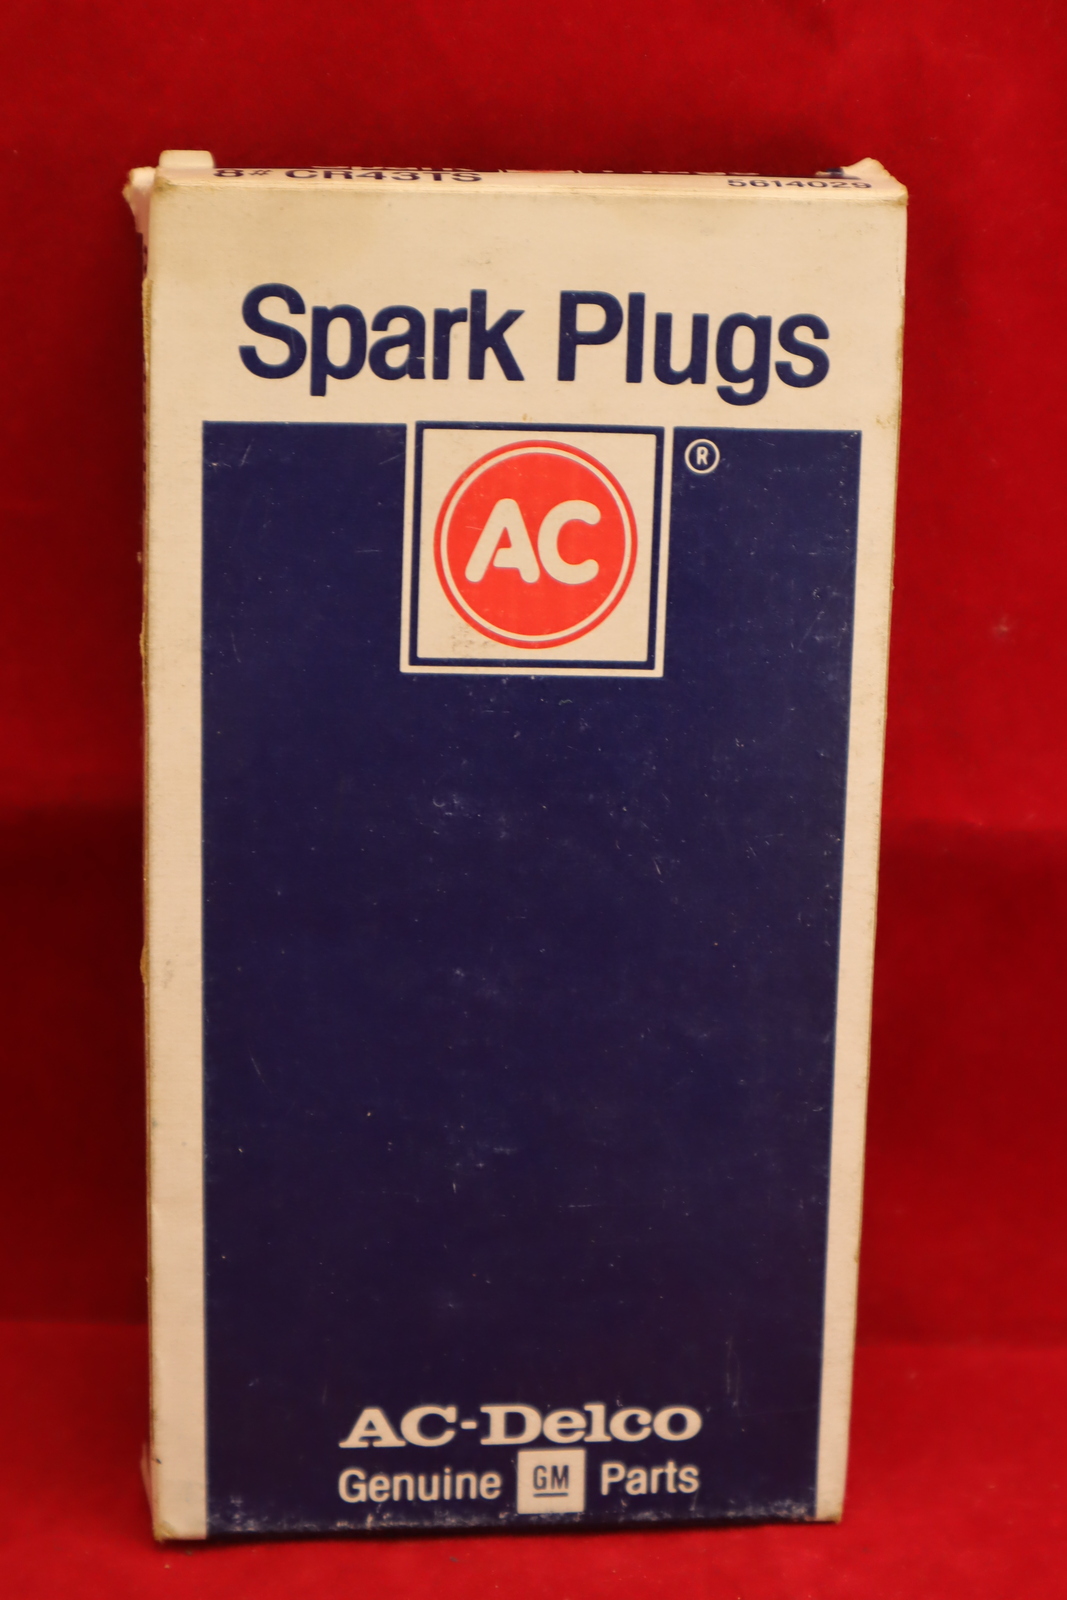 8# CR43TS 5614029
Spark Plugs
AC ®
AC-Delco
Genuine GM Parts